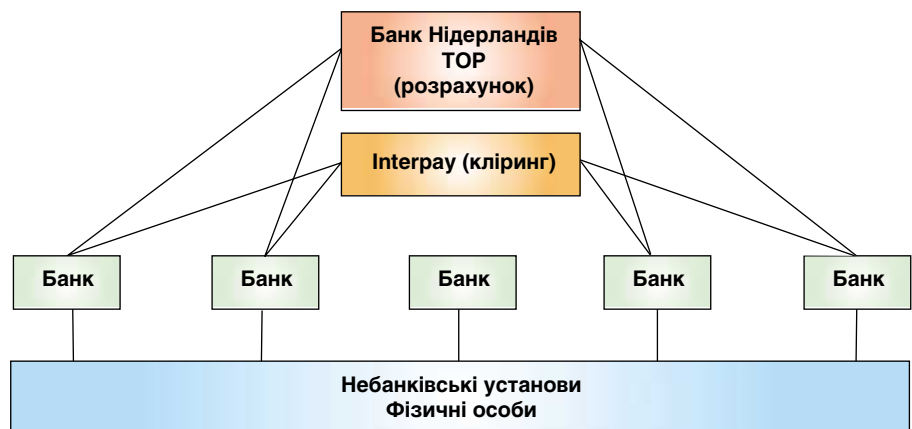 Банк Нідерландів
TOP
(розрахунок)
Interpay (кліринг)
Банк
Банк
Банк
Банк
Банк
Небанківські установи
Фізичні особи